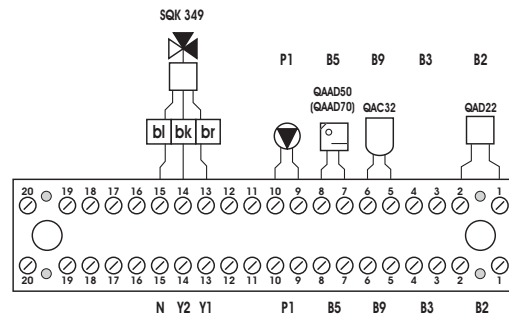 SQK 349
P1 B5 B9 B3 B2
QAAD50
(QAAD70) QAC32 QAD22
bl bk br
20 19 18 17 16 15 14 13 12 11 10 9 8 7 6 5 4 3 2 1
20 19 18 17 16 15 14 13 12 11 10 9 8 7 6 5 4 3 2 1
N Y2 Y1 P1 B5 B9 B3 B2